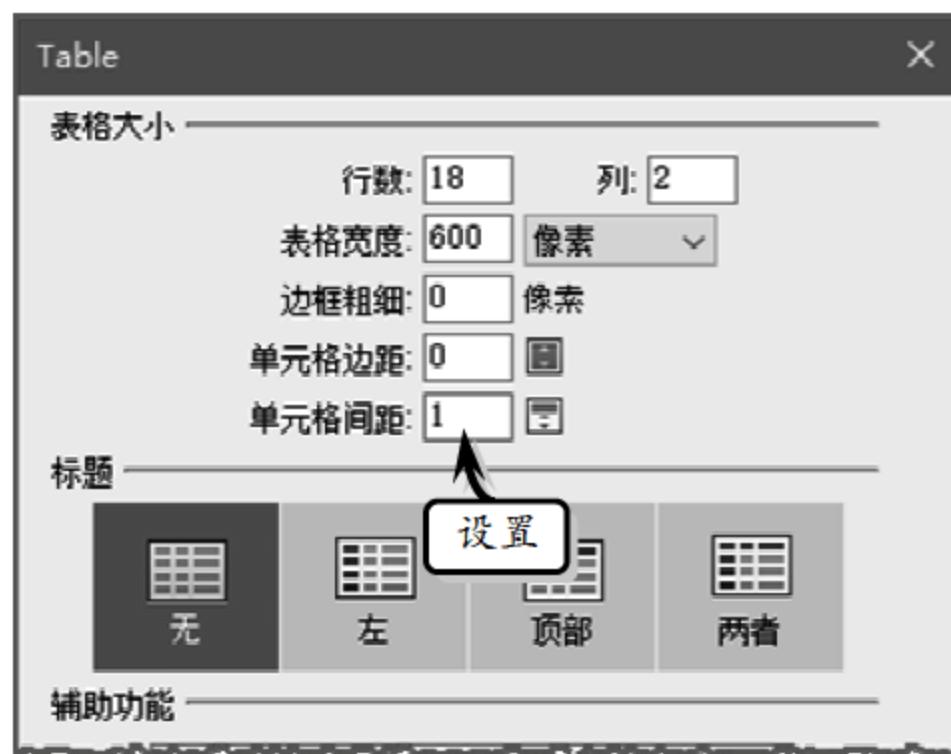 Table
表格大小
行数: 18 列: 2
表格宽度: 600 像素
边框粗细: 0 像素
单元格边距: 0
单元格间距: 1
标题
设置
无 左 顶部 两者
辅助功能